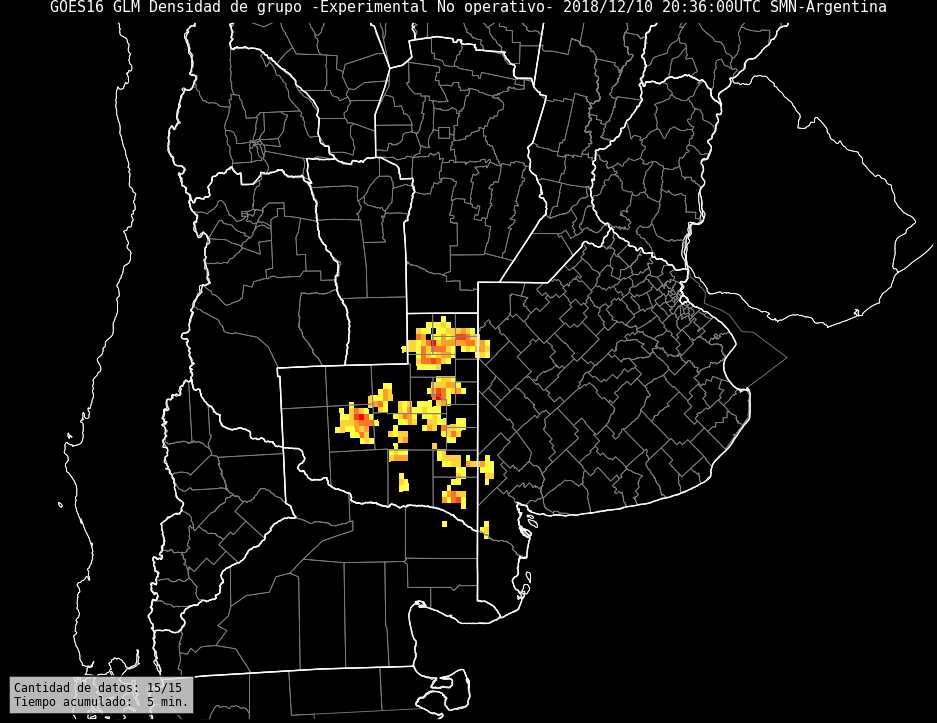 GOES16 GLM Densidad de grupo -Experimental No operativo- 2018/12/10 20:36:00UTC SMN-Argentina
Cantidad de datos: 15/15
Tiempo acumulado:  5 min.